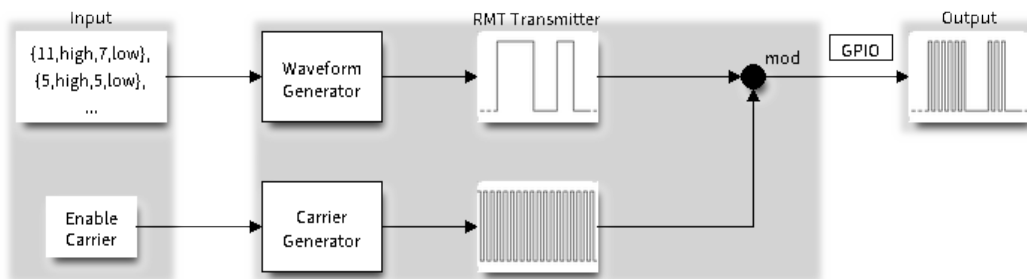 Input
RMT Transmitter
Output
{11,high,7,low},
{5,high,5,low},
...
Waveform
Generator
mod
GPIO
Enable
Carrier
Carrier
Generator